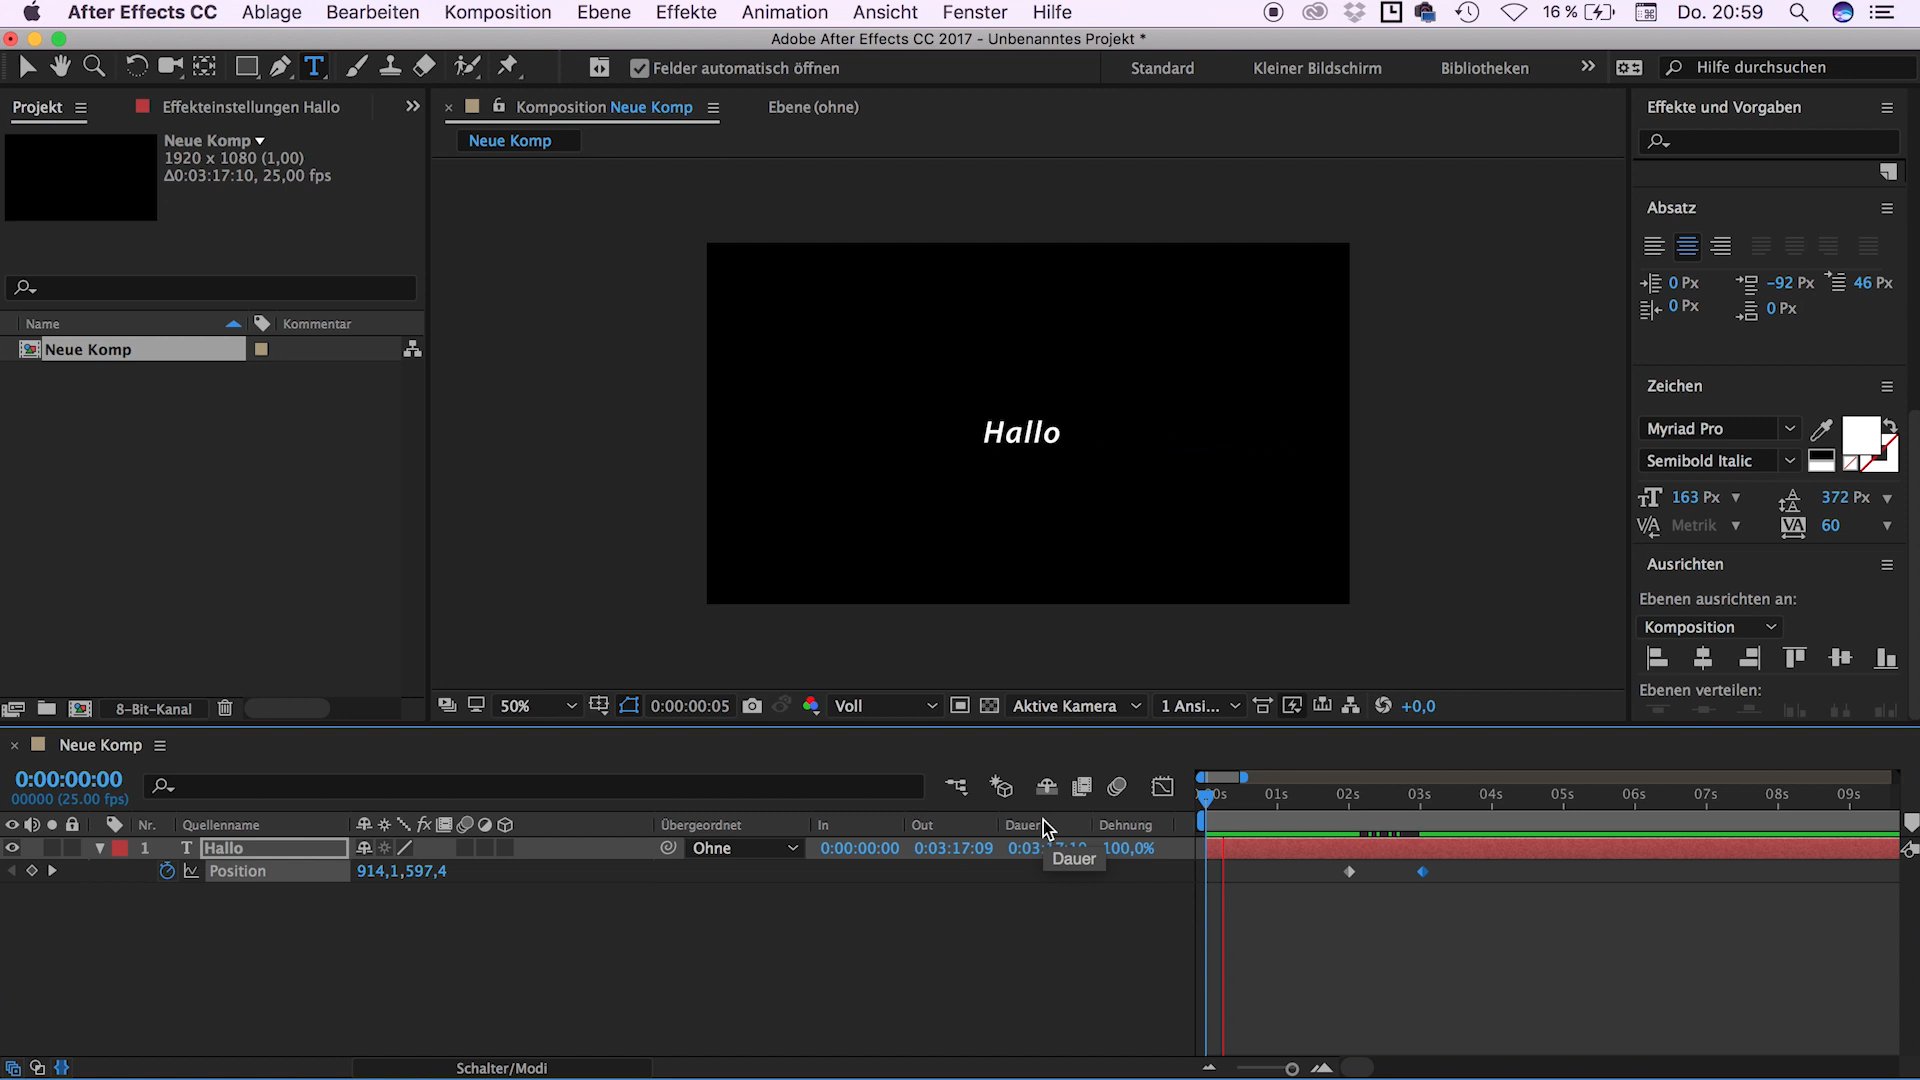 After Effects CC Ablage Bearbeiten Komposition Ebene Effekte Animation Ansicht Fenster Hilfe 16 % Do. 20:59
Adobe After Effects CC 2017 - Unbenanntes Projekt *
Felder automatisch öffnen Standard Kleiner Bildschirm Bibliotheken Hilfe durchsuchen
Projekt Effekteinstellungen Hallo Komposition Neue Komp Ebene (ohne) Effekte und Vorgaben
Neue Komp
1920 x 1080 (1,00)
Δ0:03:17:10, 25,00 fps
Neue Komp
Absatz
0 Px -92 Px 46 Px
0 Px 0 Px
Name Kommentar
Neue Komp
Hallo
Zeichen
Myriad Pro
Semibold Italic
163 Px 372 Px
Metrik 60
Ausrichten
Ebenen ausrichten an:
Komposition
Ebenen verteilen:
8-Bit-Kanal 50% 0:00:00:05 Voll Aktive Kamera 1 Ansi... +0,0
Neue Komp
0:00:00:00
00000 (25.00 fps)
01s 02s 03s 04s 05s 06s 07s 08s 09s
Nr. Quellenname fx Übergeordnet In Out Dauer Dehnung
1 T Hallo Ohne 0:00:00:00 0:03:17:09 0:03:17:10 100,0%
Dauer
Position 914,1,597,4
Schalter/Modi